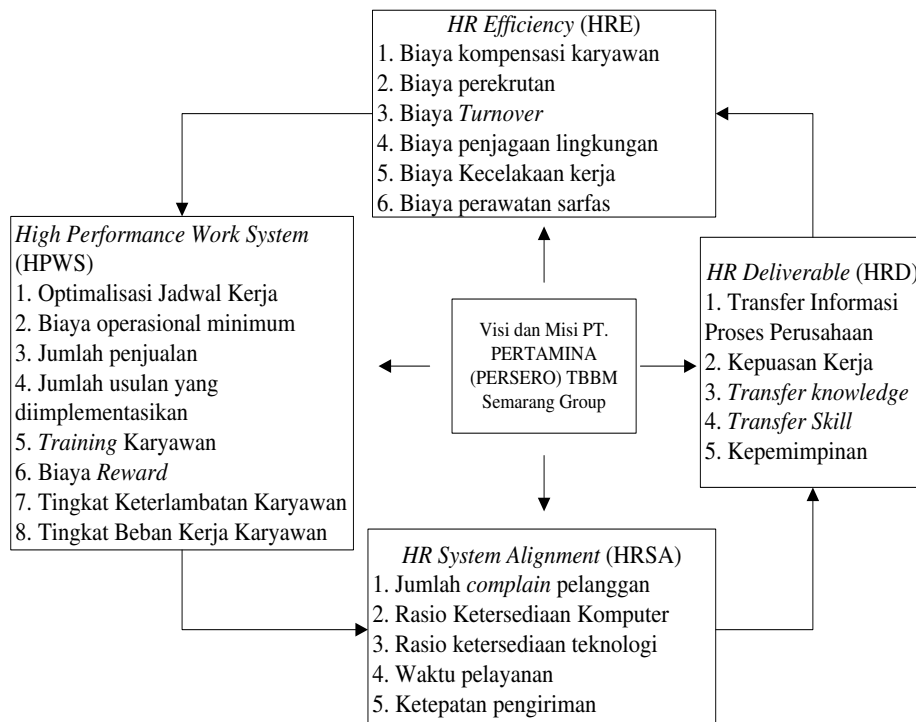 HR Efficiency (HRE)
1. Biaya kompensasi karyawan
2. Biaya perekrutan
3. Biaya Turnover
4. Biaya penjagaan lingkungan
5. Biaya Kecelakaan kerja
6. Biaya perawatan sarfas
High Performance Work System
(HPWS)
1. Optimalisasi Jadwal Kerja
2. Biaya operasional minimum
3. Jumlah penjualan
4. Jumlah usulan yang
diimplementasikan
5. Training Karyawan
6. Biaya Reward
7. Tingkat Keterlambatan Karyawan
8. Tingkat Beban Kerja Karyawan
Visi dan Misi PT.
PERTAMINA
(PERSERO) TBBM
Semarang Group
HR Deliverable (HRD)
1. Transfer Informasi
Proses Perusahaan
2. Kepuasan Kerja
3. Transfer knowledge
4. Transfer Skill
5. Kepemimpinan
HR System Alignment (HRSA)
1. Jumlah complain pelanggan
2. Rasio Ketersediaan Komputer
3. Rasio ketersediaan teknologi
4. Waktu pelayanan
5. Ketepatan pengiriman